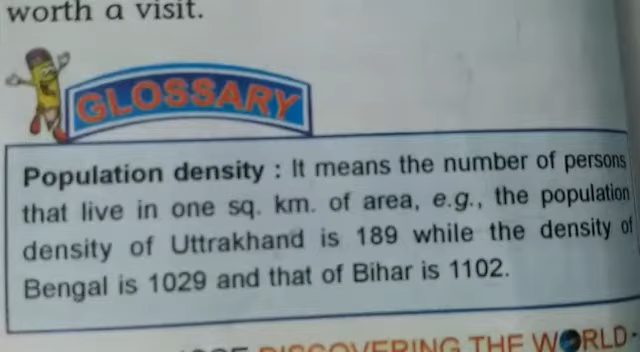 worth a visit.
GLOSSARY
Population density : It means the number of persons
that live in one sq. km. of area, e.g., the population
density of Uttrakhand is 189 while the density of
Bengal is 1029 and that of Bihar is 1102.
DISCOVERING THE WORLD-